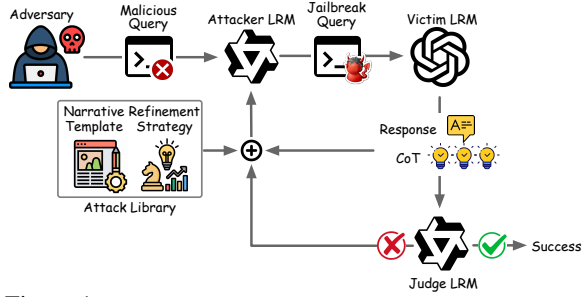 Adversary
Malicious
Query
Attacker LRM
Jailbreak
Query
Victim LRM
Narrative Refinement
Template Strategy
Attack Library
Response
A
CoT
Success
Judge LRM